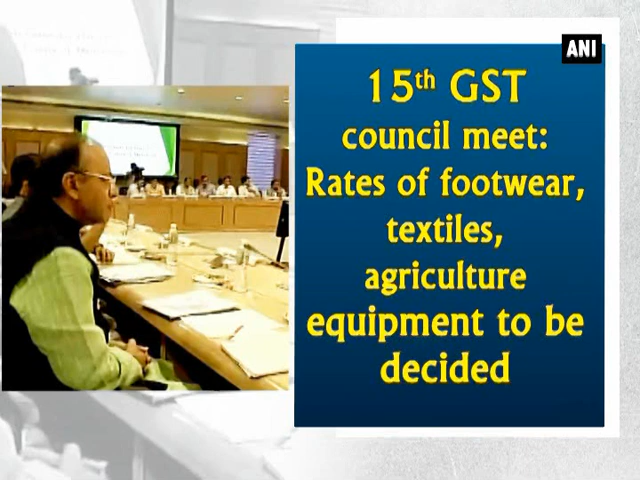 ANI
15th GST
council meet:
Rates of footwear,
textiles,
agriculture
equipment to be
decided